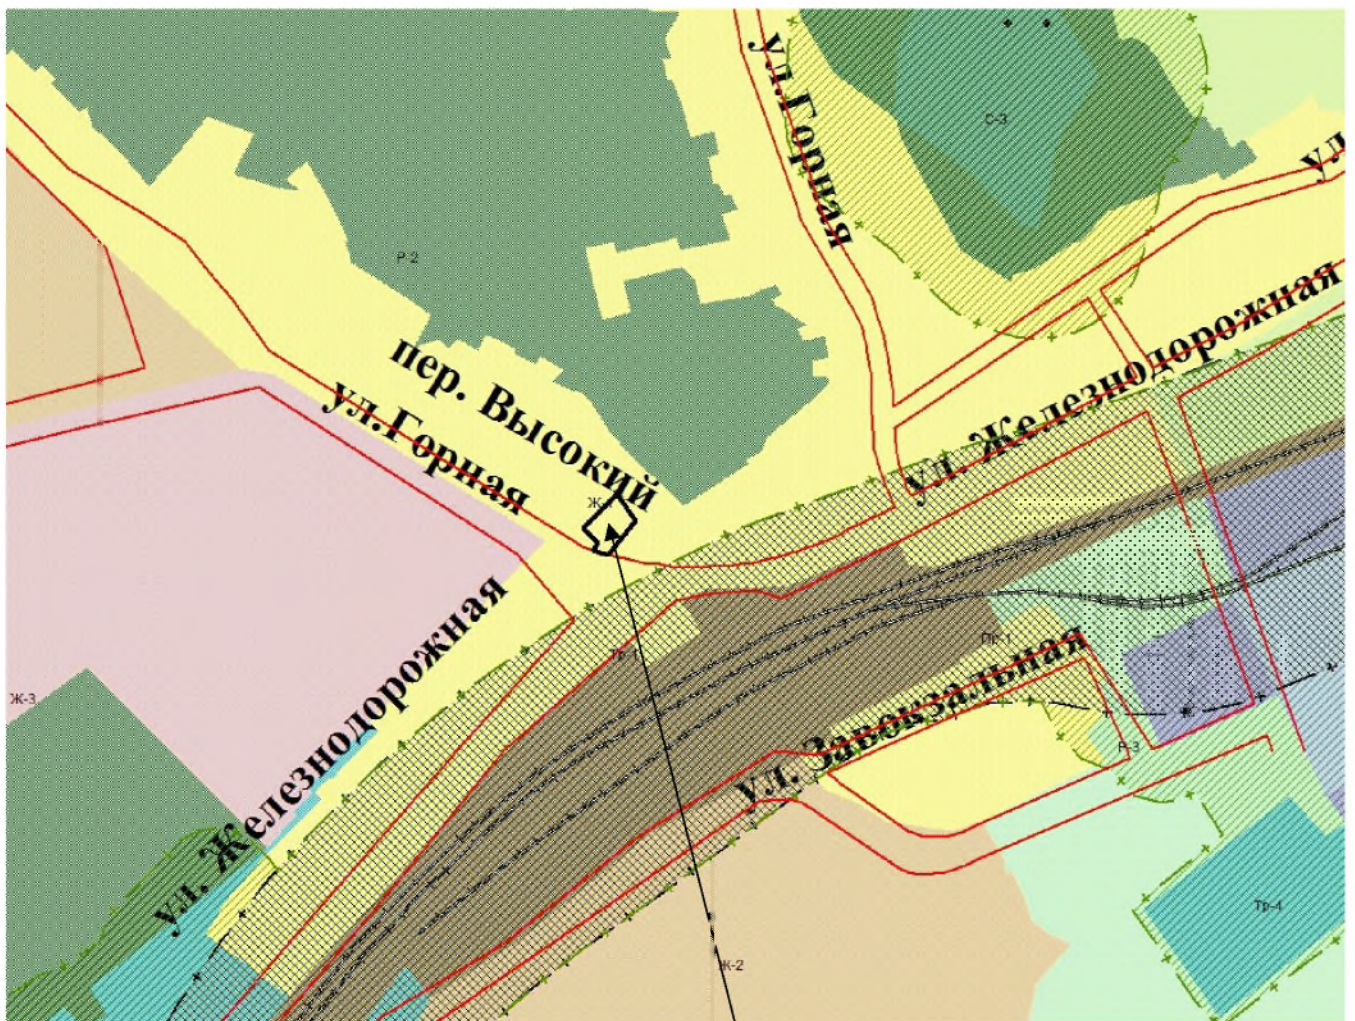 ул.Горная
С-3
ул.
Р-2
ул. Железнодорожная
пер. Высокий
ул.Горная
Ж-
Тр-1
ул. Завокзальная
Ж-3
ул. Железнодорожная
Р-3
Тр-4
Ж-2